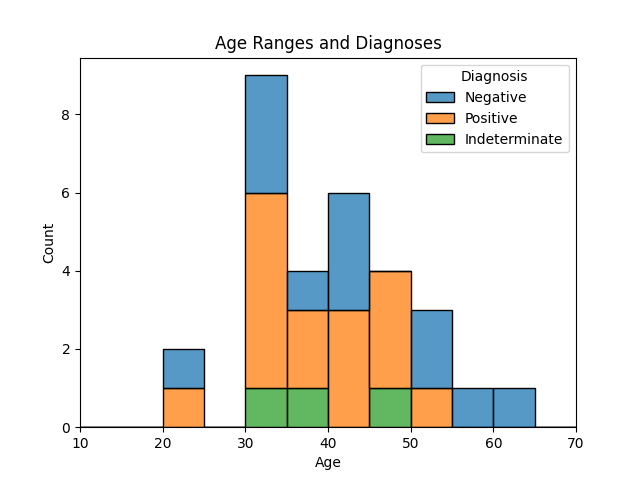 Age Ranges and Diagnoses
Diagnosis
Negative
Positive
Indeterminate
8
6
4
2
0
Count
10 20 30 40 50 60 70
Age